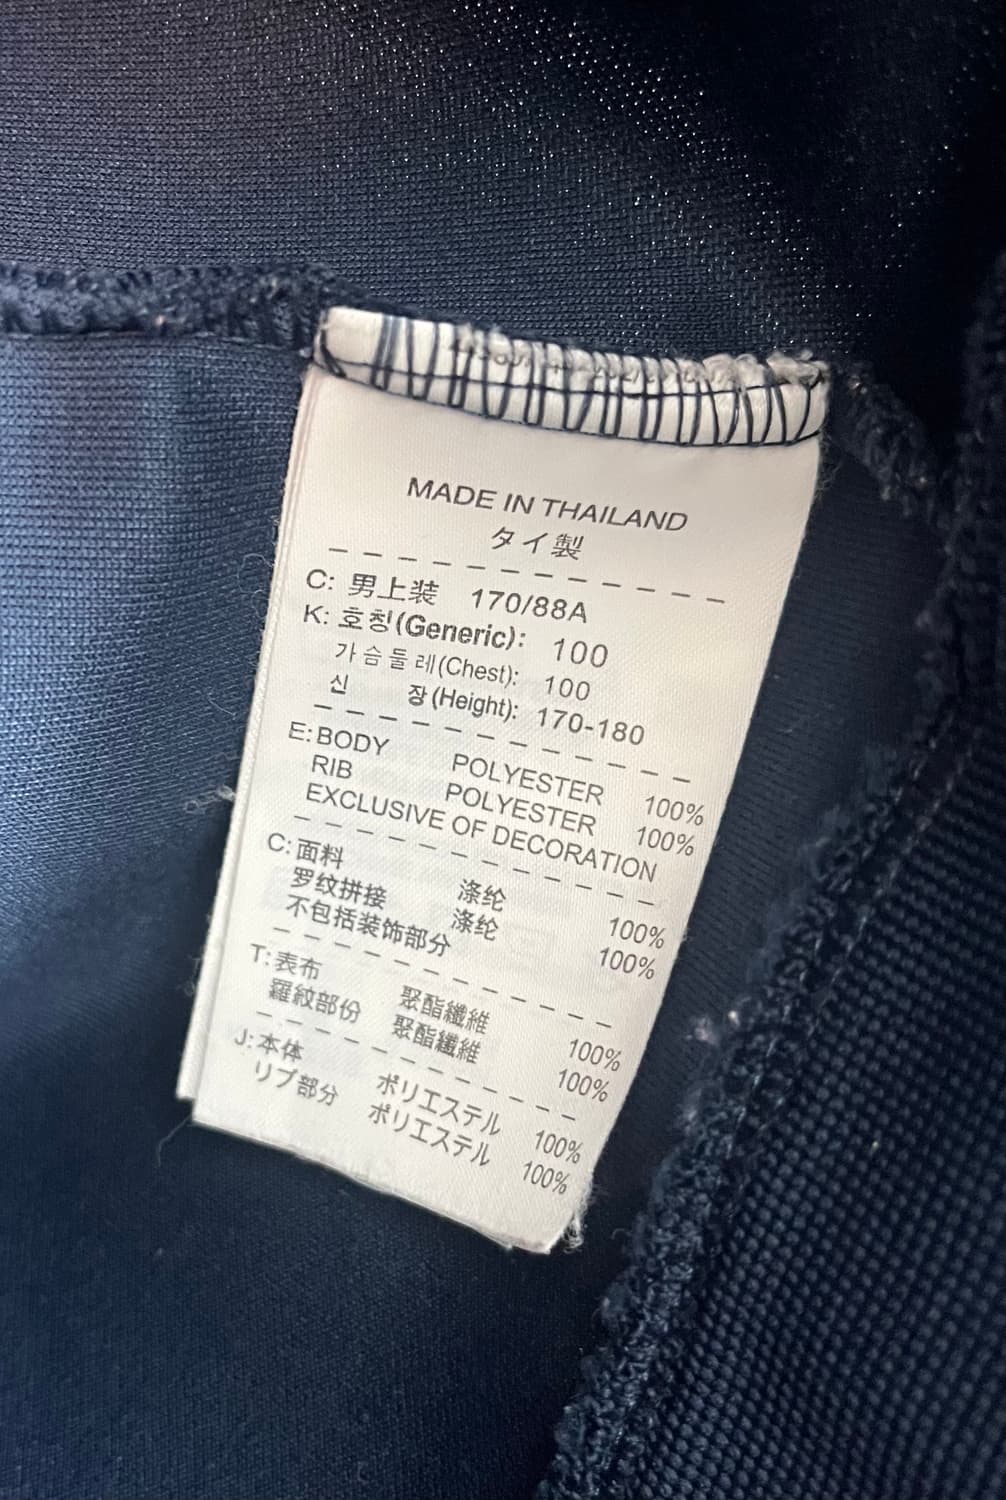 MADE IN THAILAND
タイ製
C: 男上装 170/88A
K: 호칭(Generic): 100
가슴둘레(Chest): 100
신 장(Height): 170-180
E: BODY POLYESTER 100%
RIB POLYESTER 100%
EXCLUSIVE OF DECORATION
C: 面料 涤纶 100%
罗纹拼接 涤纶 100%
不包括装饰部分
T: 表布 聚酯纖維 100%
羅紋部份 聚酯纖維 100%
J: 本体 ポリエステル 100%
リブ部分 ポリエステル 100%